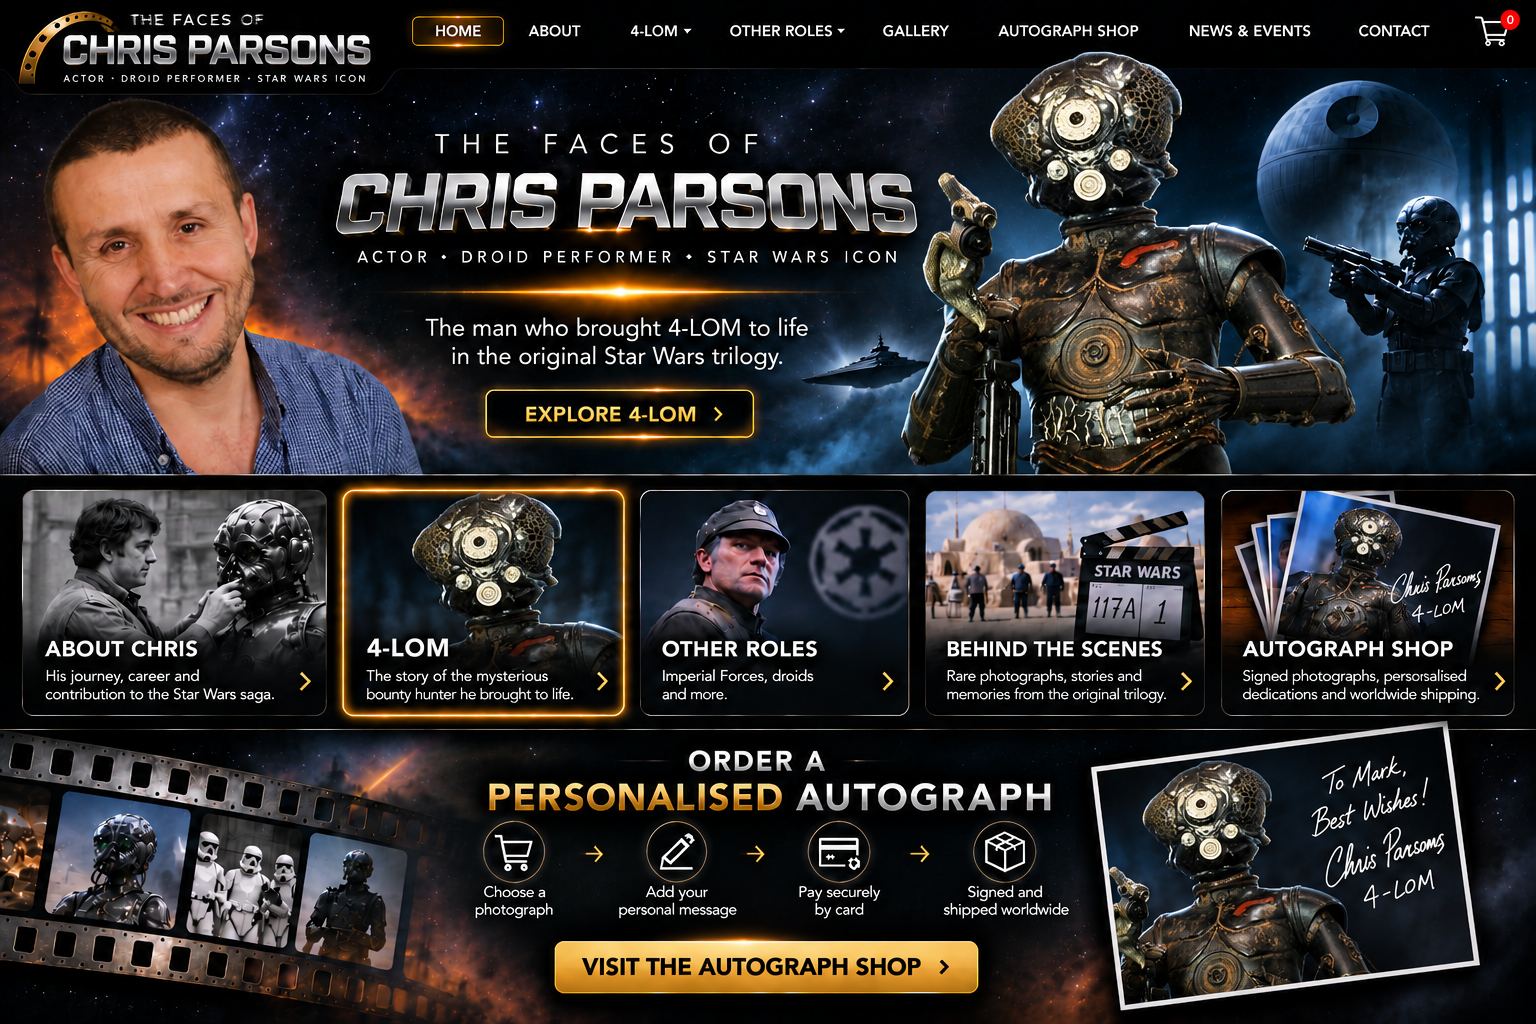 THE FACES OF
CHRIS PARSONS
ACTOR · DROID PERFORMER · STAR WARS ICON
HOME
ABOUT
4-LOM
OTHER ROLES
GALLERY
AUTOGRAPH SHOP
NEWS & EVENTS
CONTACT
0
THE FACES OF
CHRIS PARSONS
ACTOR • DROID PERFORMER • STAR WARS ICON
The man who brought 4-LOM to life
in the original Star Wars trilogy.
EXPLORE 4-LOM >
ABOUT CHRIS
His journey, career and
contribution to the Star Wars saga.
4-LOM
The story of the mysterious
bounty hunter he brought to life.
OTHER ROLES
Imperial Forces, droids
and more.
STAR WARS
117A 1
BEHIND THE SCENES
Rare photographs, stories and
memories from the original trilogy.
Chris Parsons
4-LOM
AUTOGRAPH SHOP
Signed photographs, persorsalised
dedications and worldwide shipping.
ORDER A
PERSONALISED AUTOGRAPH
Choose a
photograph
Add your
personal message
Pay securely
by card
Signed and
shipped worldwide
VISIT THE AUTOGRAPH SHOP >
To Mark,
Best Wishes!
Chris Parsons
4-LOM